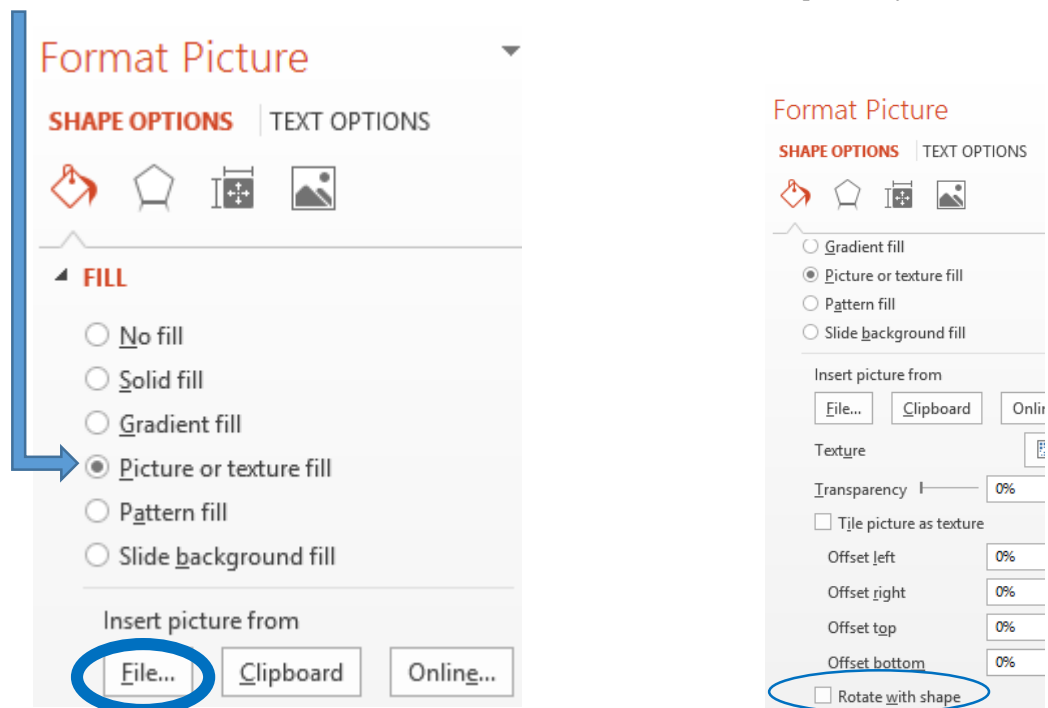 Format Picture
SHAPE OPTIONS TEXT OPTIONS
FILL
No fill
Solid fill
Gradient fill
Picture or texture fill
Pattern fill
Slide background fill
Insert picture from
File... Clipboard Online...
Format Picture
SHAPE OPTIONS TEXT OPTIONS
Gradient fill
Picture or texture fill
Pattern fill
Slide background fill
Insert picture from
File... Clipboard Onlin
Texture
Transparency 0%
Tile picture as texture
Offset left 0%
Offset right 0%
Offset top 0%
Offset bottom 0%
Rotate with shape